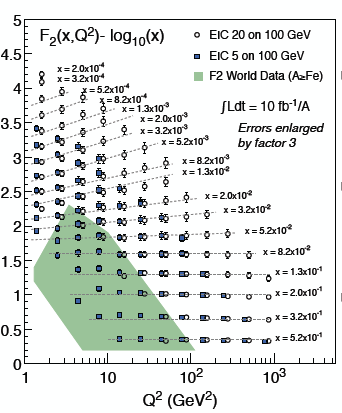 5
F2(x,Q²)- log10(x)
EIC 20 on 100 GeV
EIC 5 on 100 GeV
F2 World Data (A≥Fe)
∫Ldt = 10 fb⁻¹/A
Errors enlarged
by factor 3
4.5
4
3.5
3
2.5
2
1.5
1
0.5
0
x = 2.0x10⁻⁴
x = 3.2x10⁻⁴
x = 5.2x10⁻⁴
x = 8.2x10⁻⁴
x = 1.3x10⁻³
x = 2.0x10⁻³
x = 3.2x10⁻³
x = 5.2x10⁻³
x = 8.2x10⁻³
x = 1.3x10⁻²
x = 2.0x10⁻²
x = 3.2x10⁻²
x = 5.2x10⁻²
x = 8.2x10⁻²
x = 1.3x10⁻¹
x = 2.0x10⁻¹
x = 3.2x10⁻¹
x = 5.2x10⁻¹
1 10 10² 10³
Q² (GeV²)